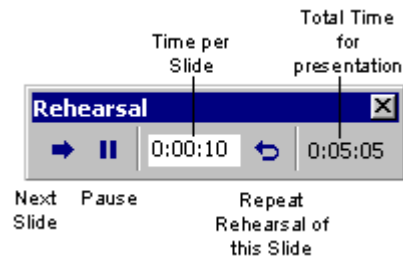 Total Time
for
presentation
Time per
Slide
Rehearsal
0:00:10
0:05:05
Next
Slide
Pause
Repeat
Rehearsal of
this Slide